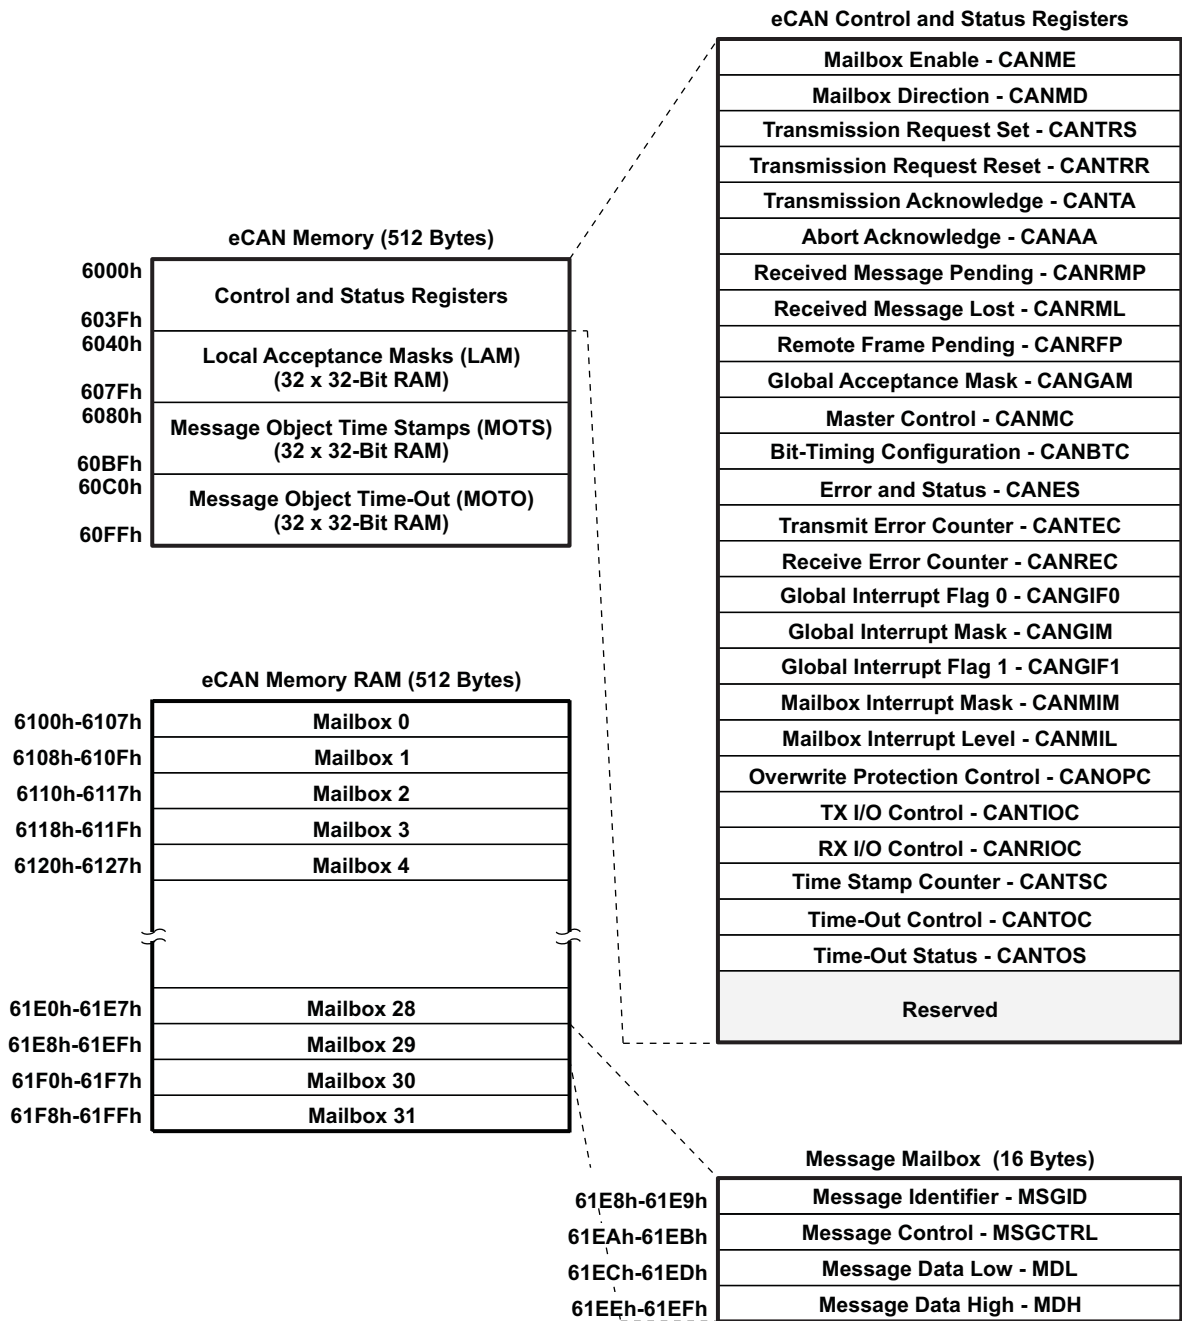 eCAN Control and Status Registers
Mailbox Enable - CANME
Mailbox Direction - CANMD
Transmission Request Set - CANTRS
Transmission Request Reset - CANTRR
Transmission Acknowledge - CANTA
Abort Acknowledge - CANAA
Received Message Pending - CANRMP
Received Message Lost - CANRML
Remote Frame Pending - CANRFP
Global Acceptance Mask - CANGAM
Master Control - CANMC
Bit-Timing Configuration - CANBTC
Error and Status - CANES
Transmit Error Counter - CANTEC
Receive Error Counter - CANREC
Global Interrupt Flag 0 - CANGIF0
Global Interrupt Mask - CANGIM
Global Interrupt Flag 1 - CANGIF1
Mailbox Interrupt Mask - CANMIM
Mailbox Interrupt Level - CANMIL
Overwrite Protection Control - CANOPC
TX I/O Control - CANTIOC
RX I/O Control - CANRIOC
Time Stamp Counter - CANTSC
Time-Out Control - CANTOC
Time-Out Status - CANTOS
Reserved
eCAN Memory (512 Bytes)
6000h
Control and Status Registers
603Fh
6040h
Local Acceptance Masks (LAM)
(32 x 32-Bit RAM)
607Fh
6080h
Message Object Time Stamps (MOTS)
(32 x 32-Bit RAM)
60BFh
60C0h
Message Object Time-Out (MOTO)
(32 x 32-Bit RAM)
60FFh
eCAN Memory RAM (512 Bytes)
6100h-6107h Mailbox 0
6108h-610Fh Mailbox 1
6110h-6117h Mailbox 2
6118h-611Fh Mailbox 3
6120h-6127h Mailbox 4
61E0h-61E7h Mailbox 28
61E8h-61EFh Mailbox 29
61F0h-61F7h Mailbox 30
61F8h-61FFh Mailbox 31
Message Mailbox (16 Bytes)
61E8h-61E9h Message Identifier - MSGID
61EAh-61EBh Message Control - MSGCTRL
61ECh-61EDh Message Data Low - MDL
61EEh-61EFh Message Data High - MDH